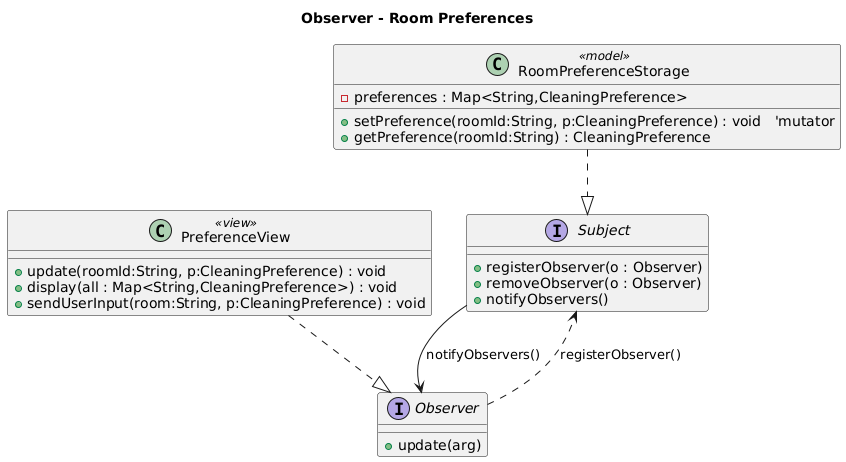 Observer - Room Preferences
«model»
C RoomPreferenceStorage
preferences : Map<String,CleaningPreference>
setPreference(roomId:String, p:CleaningPreference) : void 'mutator
getPreference(roomId:String) : CleaningPreference
«view»
C PreferenceView
update(roomId:String, p:CleaningPreference) : void
display(all : Map<String,CleaningPreference>) : void
sendUserInput(room:String, p:CleaningPreference) : void
I Subject
registerObserver(o : Observer)
removeObserver(o : Observer)
notifyObservers()
notifyObservers()
registerObserver()
I Observer
update(arg)